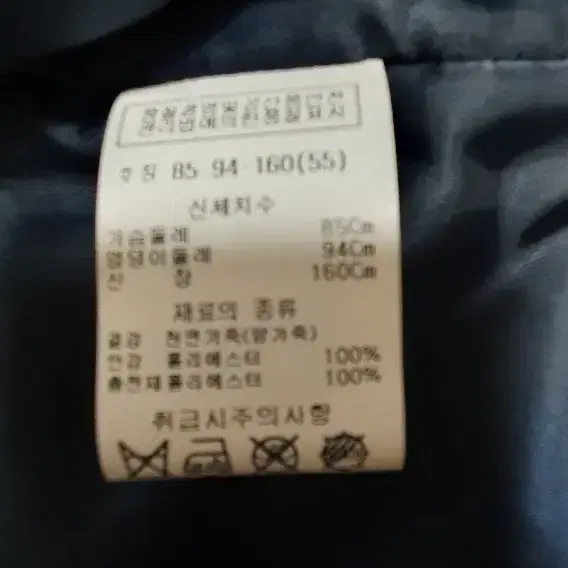 호 칭 85 94-160(55)
신체치수
가슴둘레 85Cm
엉덩이둘레 94Cm
신 장 160Cm
재료의 종류
겉감 천연가죽(양가죽)
안감 폴리에스터 100%
충전재폴리에스터 100%
취급시주의사항